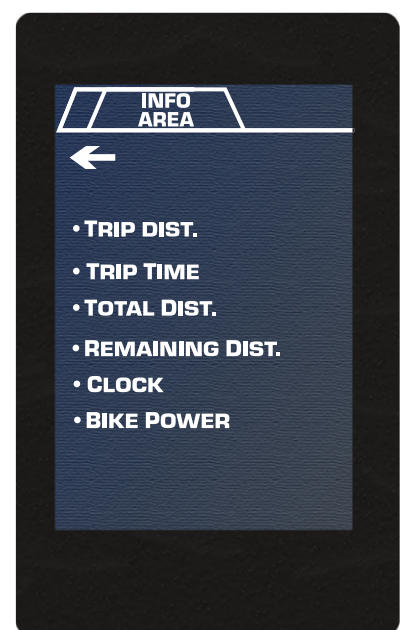 INFO
AREA
• TRIP DIST.
• TRIP TIME
• TOTAL DIST.
• REMAINING DIST.
• CLOCK
• BIKE POWER